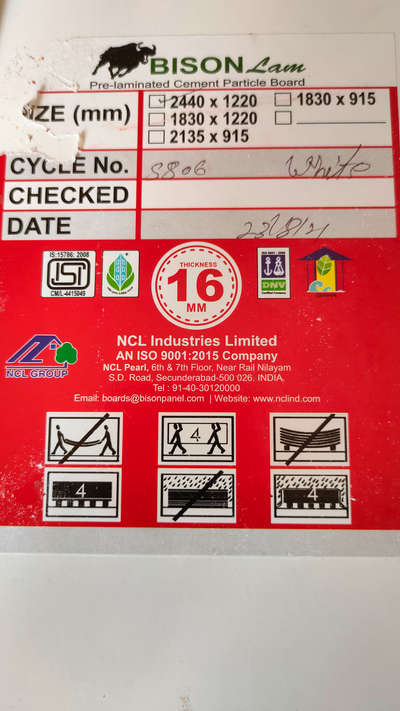 BISON Lam
Pre-laminated Cement Particle Board
IZE (mm)
2440 x 1220
1830 x 915
1830 x 1220
2135 x 915
CYCLE No. 5806 White
CHECKED
DATE 23/8/21
IS:15786: 2008
ISI
CM/L-4415049
THICKNESS
16
MM
DNV
NCL GROUP
NCL Industries Limited
AN ISO 9001:2015 Company
NCL Pearl, 6th & 7th Floor, Near Rail Nilayam
S.D. Road, Secunderabad-500 026, INDIA.
Tel : 91-40-30120000
Email: boards@bisonpanel.com | Website: www.nclind.com
4
4
4